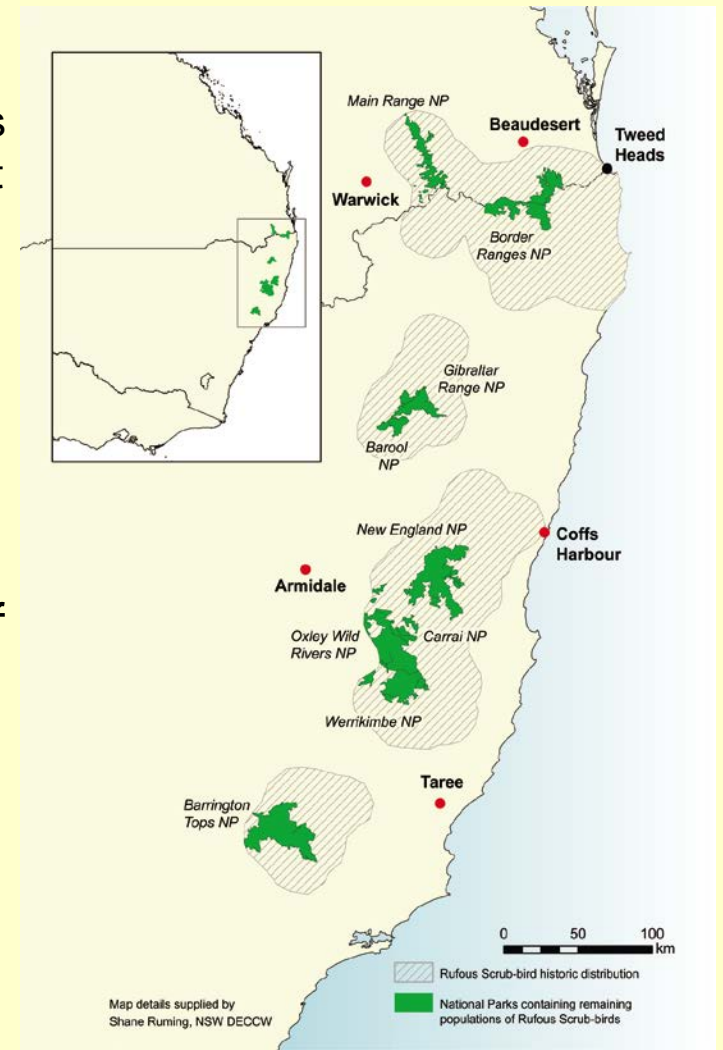 Main Range NP
Beaudesert
Tweed
Heads
Warwick
Border
Ranges NP
Gibraltar
Range NP
Barool
NP
New England NP
Coffs
Harbour
Armidale
Oxley Wild
Rivers NP
Carrai NP
Werrikimbe NP
Taree
Barrington
Tops NP
0 50 100
km
Rufous Scrub-bird historic distribution
National Parks containing remaining
populations of Rufous Scrub-birds
Map details supplied by
Shane Ruming, NSW DECCW